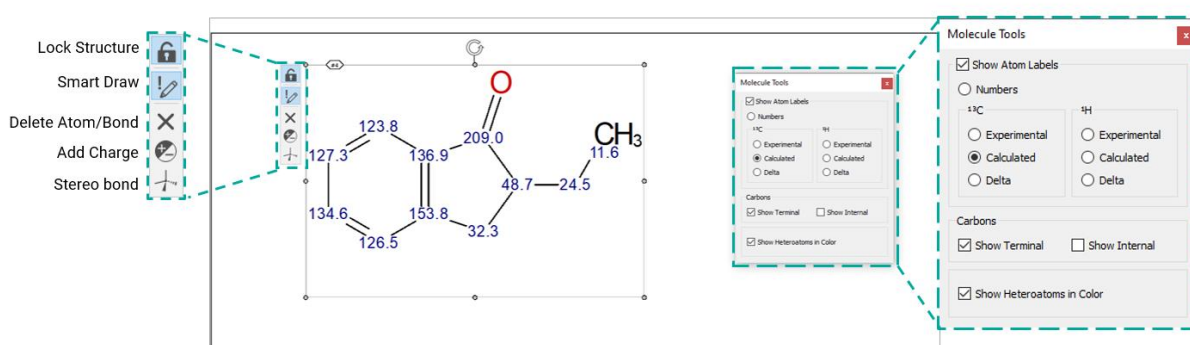 Lock Structure
Smart Draw
Delete Atom/Bond
Add Charge
Stereo bond
O
123.8
209.0
CH3
127.3
136.9
11.6
48.7
24.5
134.6
153.8
32.3
126.5
Molecule Tools
x
Show Atom Labels
Numbers
¹³C
¹H
Experimental
Experimental
Calculated
Calculated
Delta
Delta
Carbons
Show Terminal
Show Internal
Show Heteroatoms in Color
Molecule Tools
x
Show Atom Labels
Numbers
¹³C
¹H
Experimental
Experimental
Calculated
Calculated
Delta
Delta
Carbons
Show Terminal
Show Internal
Show Heteroatoms in Color